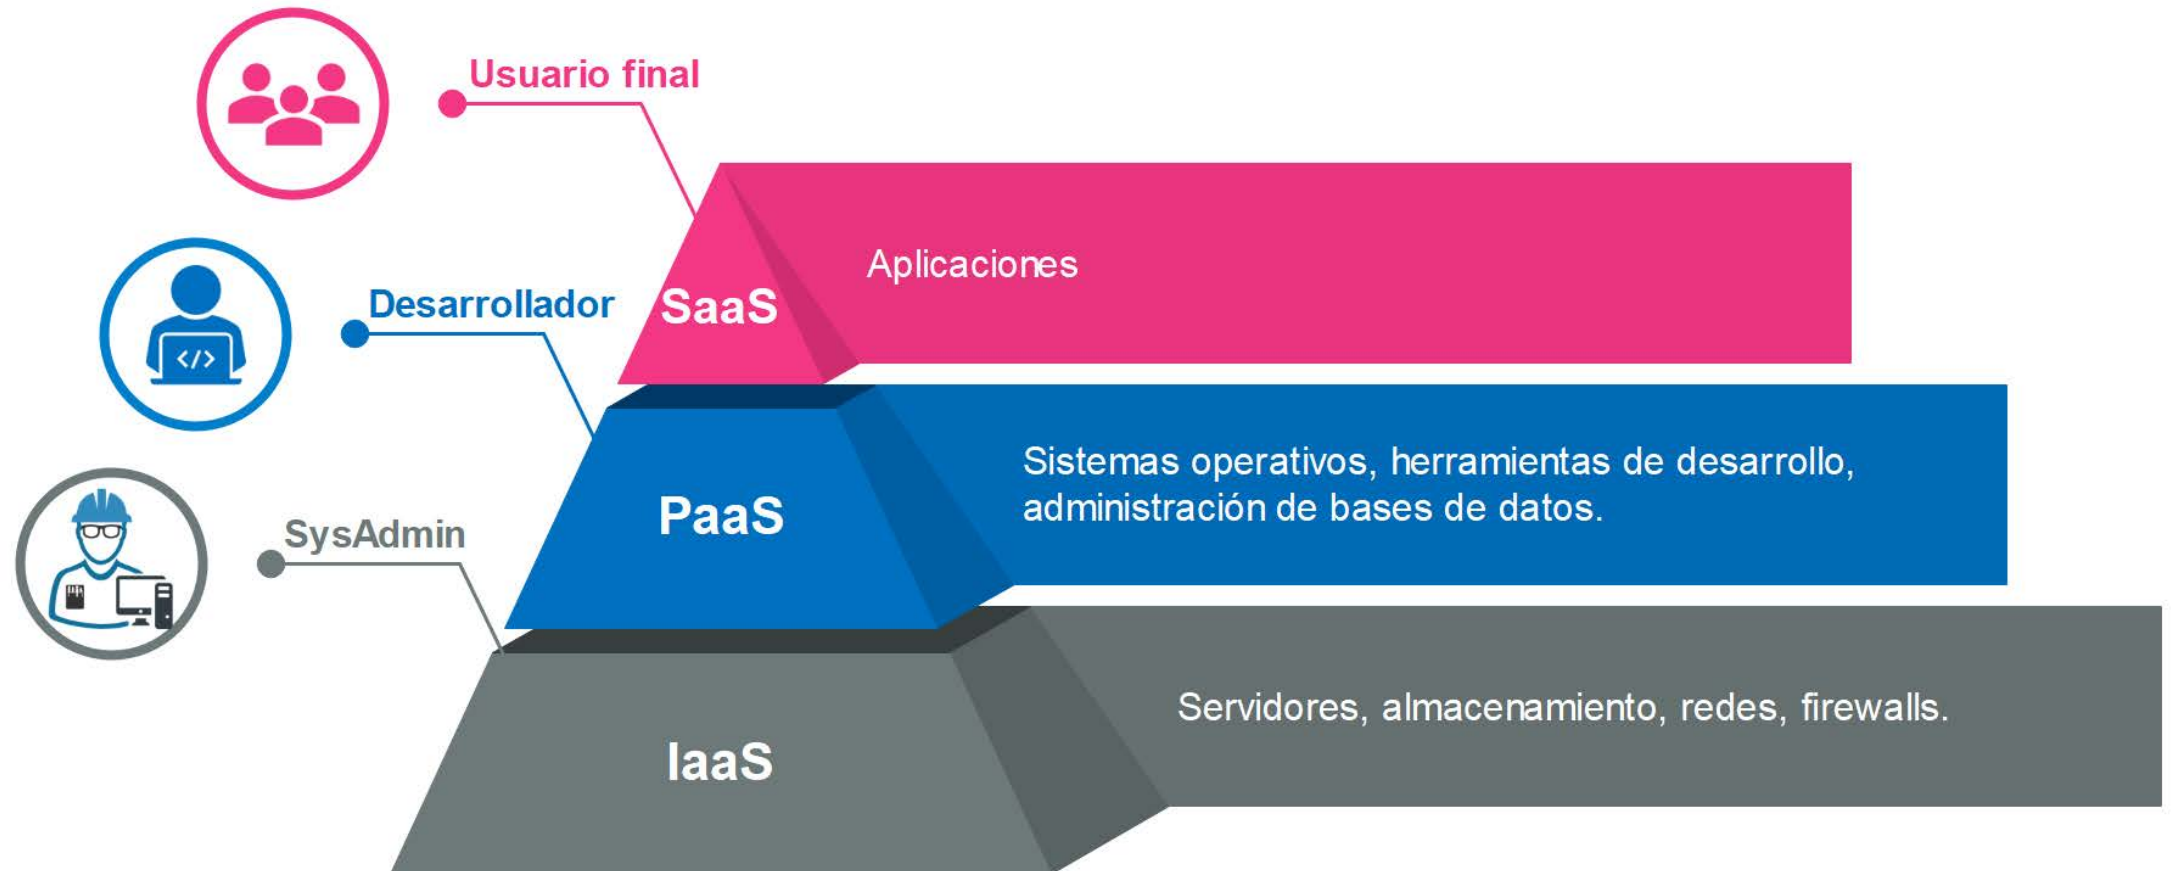 Usuario final
Aplicaciones
SaaS
Desarrollador
</>
Sistemas operativos, herramientas de desarrollo,
administración de bases de datos.
PaaS
SysAdmin
Servidores, almacenamiento, redes, firewalls.
IaaS